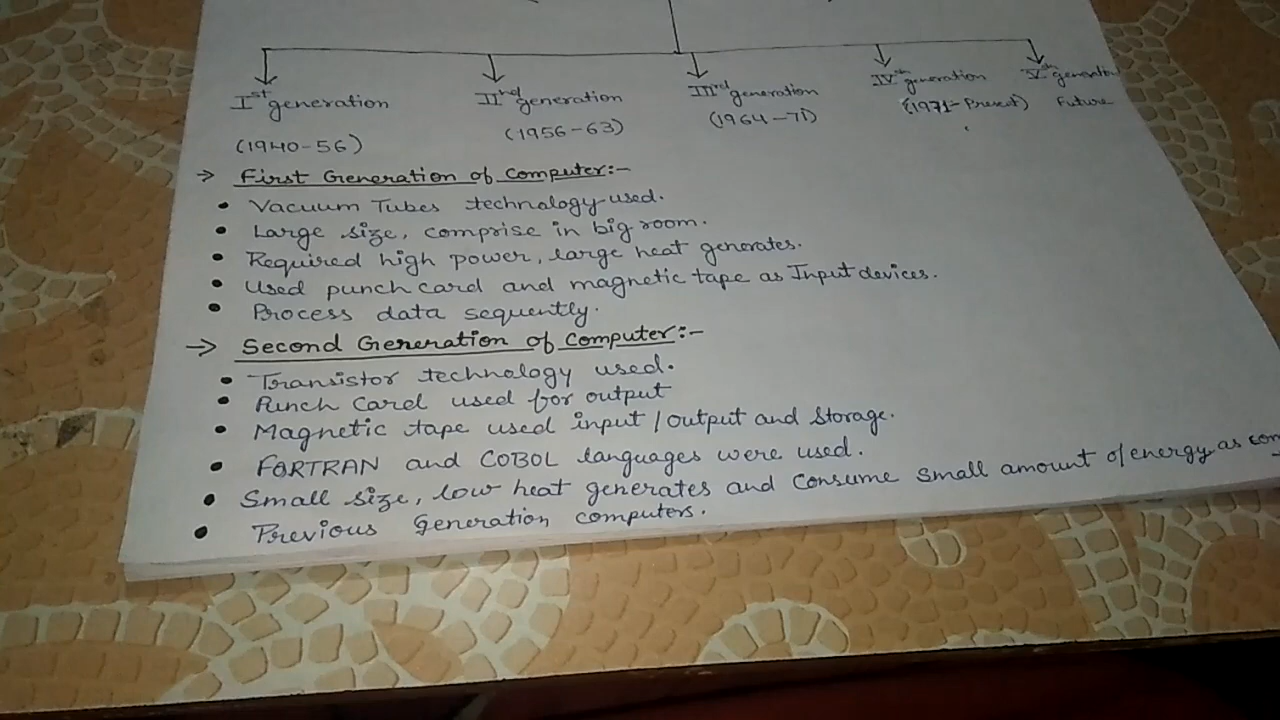 Ist generation IInd generation IIIrd generation IVth generation Vth generation
(1940-56) (1956-63) (1964-71) (1971-Present) Future
→ First Generation of Computer:-
• Vacuum Tubes technology used.
• Large size, comprise in big room.
• Required high power, large heat generates.
• Used punch card and magnetic tape as Input devices.
• Process data sequently.
→ Second Generation of Computer:-
• Transistor technology used.
• Punch Card used for output
• Magnetic tape used input / output and Storage.
• FORTRAN and COBOL languages were used.
• Small size, low heat generates and consume small amount of energy as
• Previous generation computers.